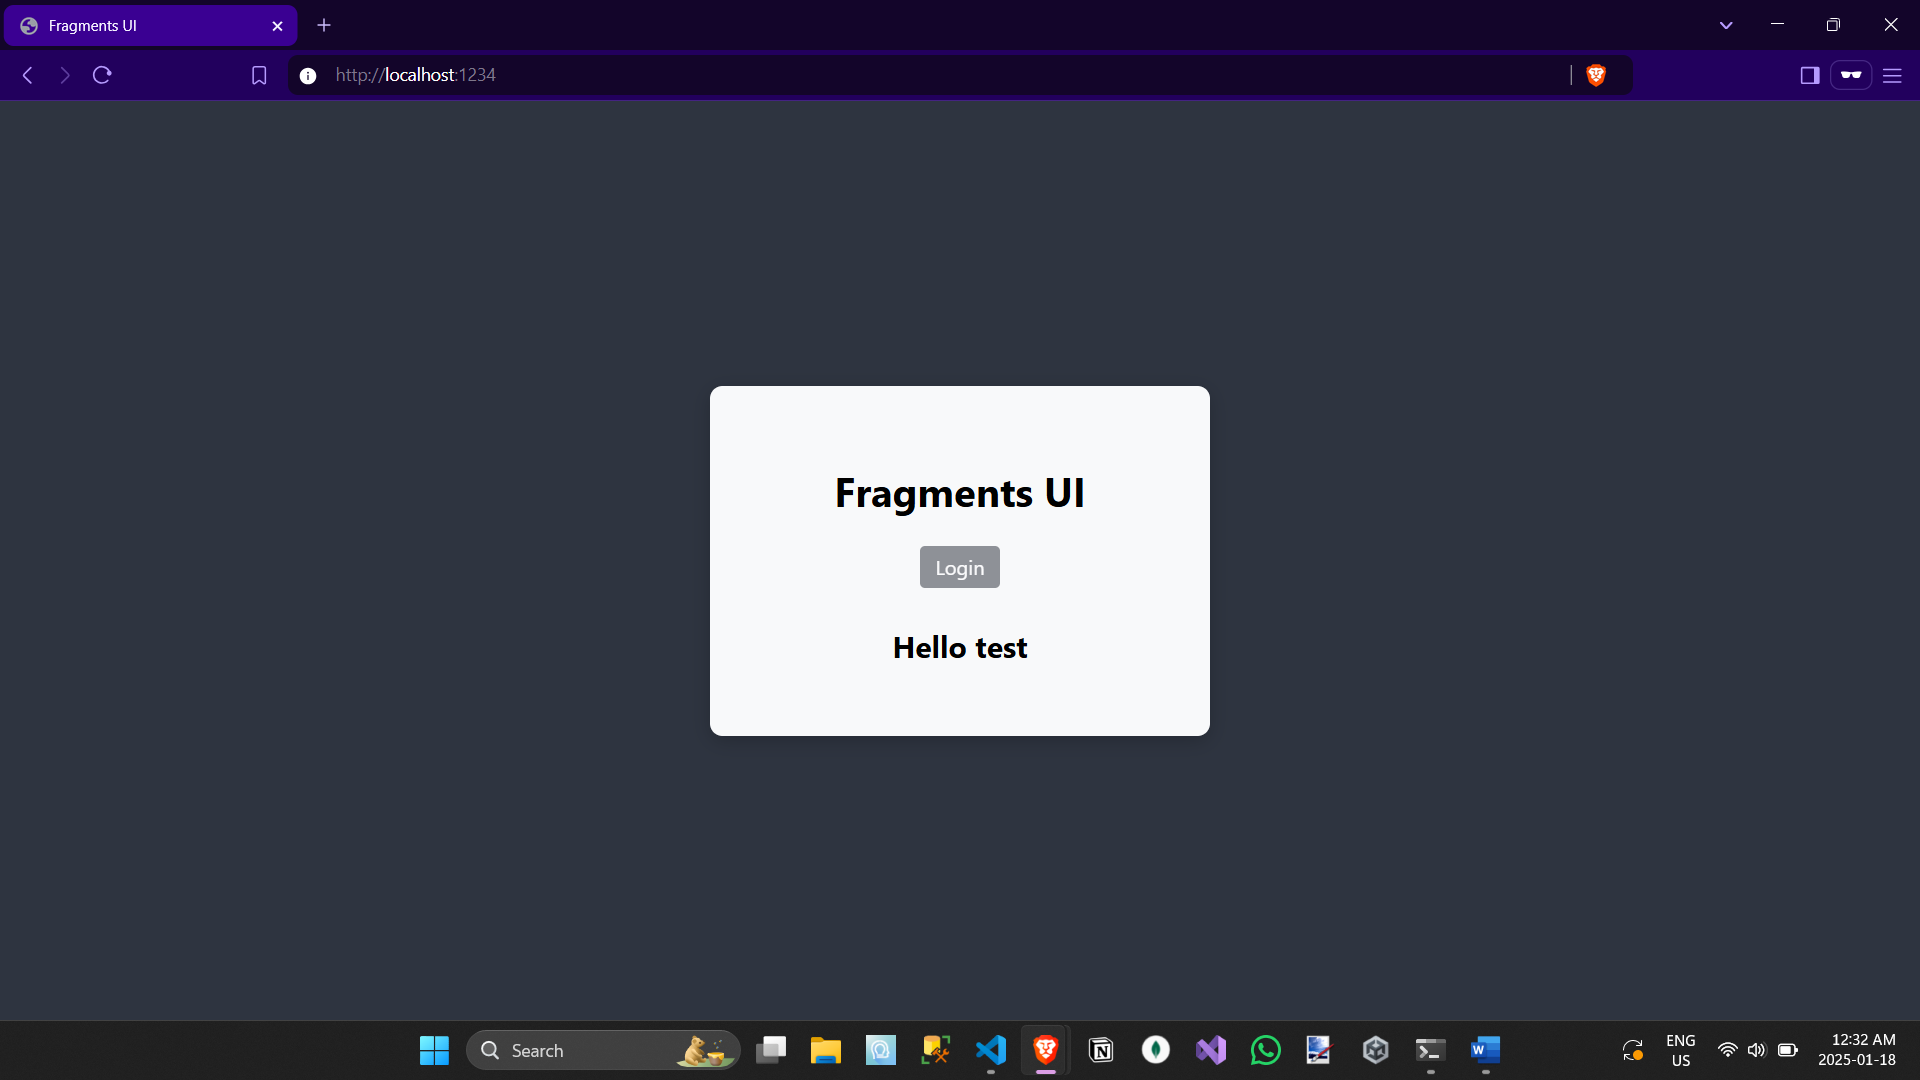 Fragments UI
http://localhost:1234
Fragments UI
Login
Hello test
Search
ENG
US
12:32 AM
2025-01-18